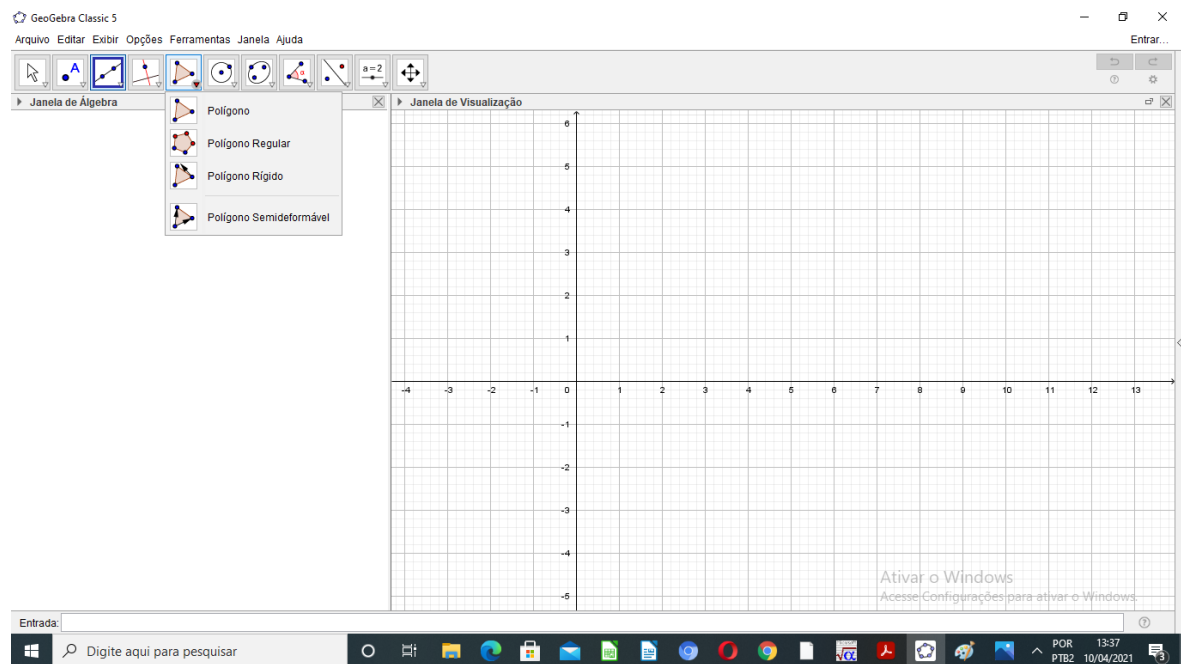 GeoGebra Classic 5
Arquivo Editar Exibir Opções Ferramentas Janela Ajuda
Entrar...
A
α
a = 2
Janela de Álgebra
Janela de Visualização
Polígono
Polígono Regular
Polígono Rígido
Polígono Semideformável
6
5
4
3
2
1
-4 -3 -2 -1 0 1 2 3 4 5 6 7 8 9 10 11 12 13
-1
-2
-3
-4
-5
Ativar o Windows
Acesse Configurações para ativar o Windows.
Entrada:
Digite aqui para pesquisar
√α
POR
PTB2
13:37
10/04/2021
3